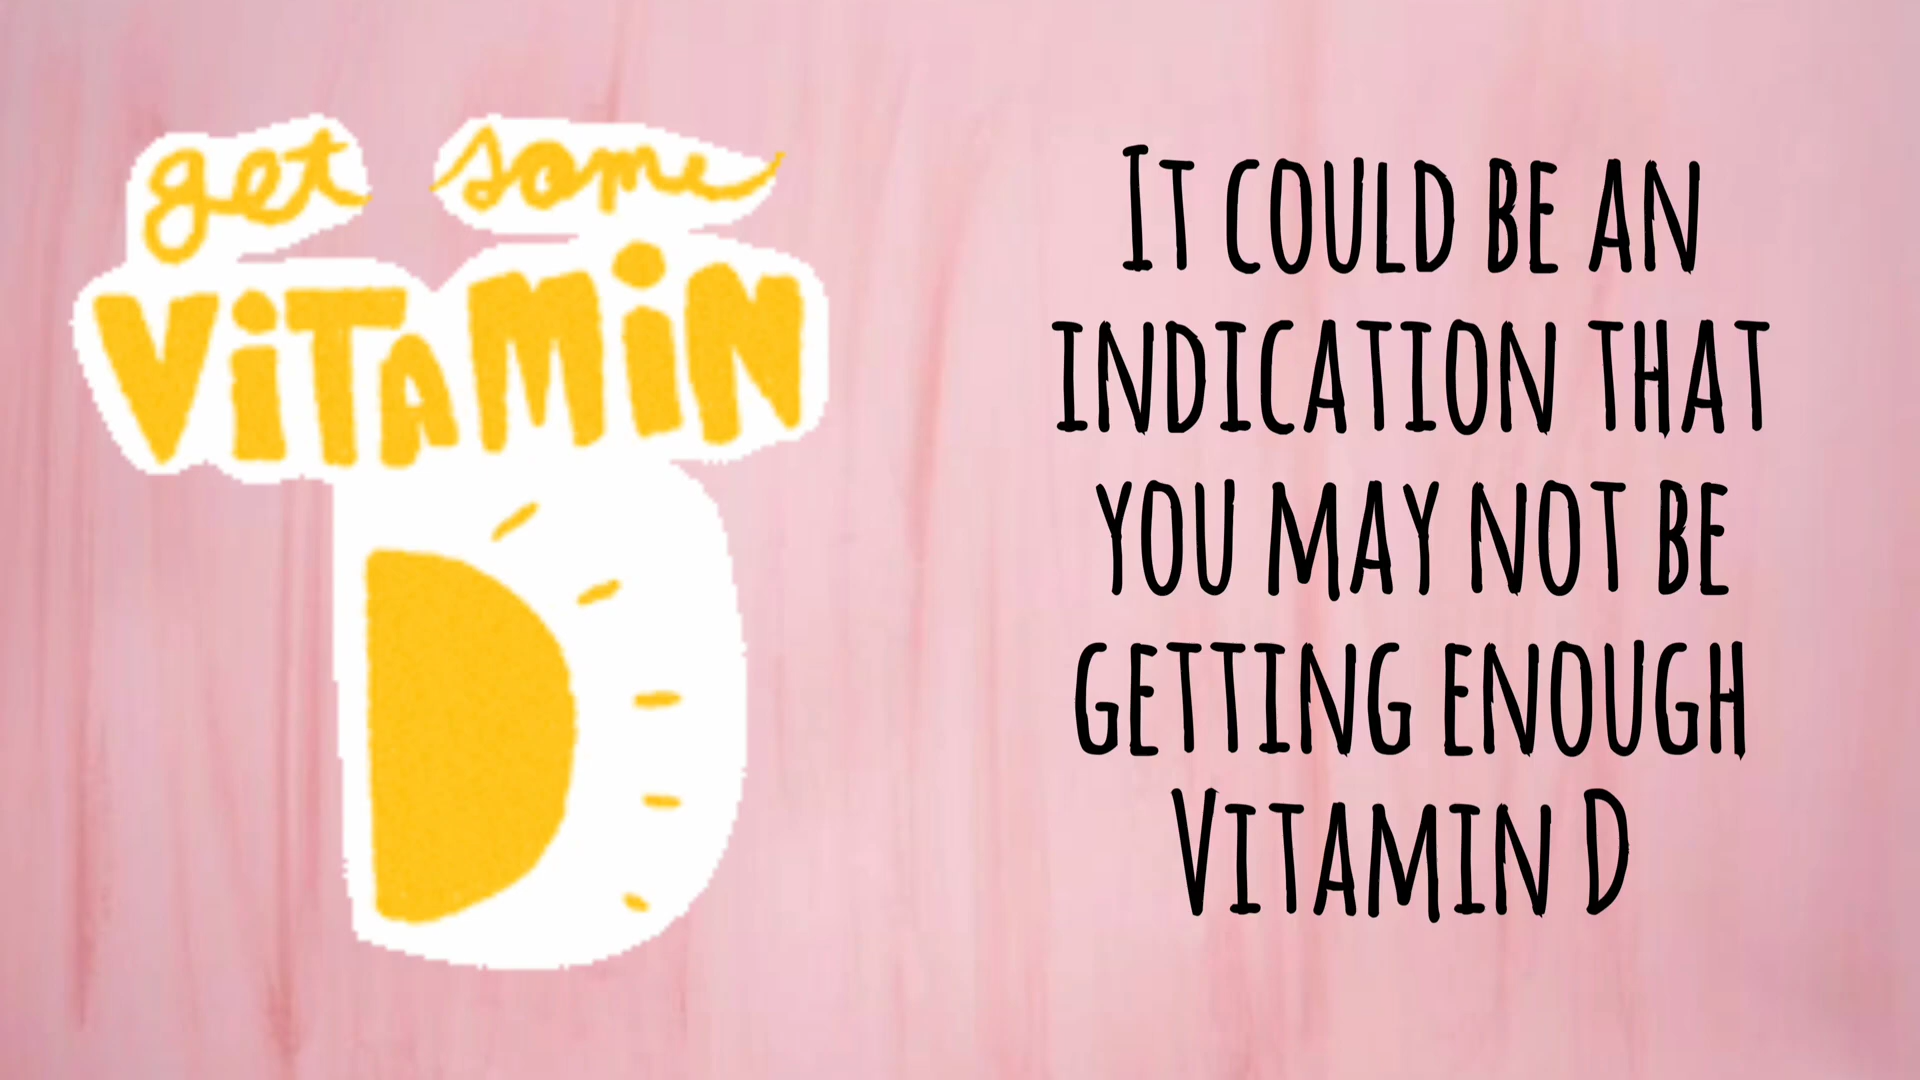 get some
ViTAMiN
D
It could be an
indication that
you may not be
getting enough
Vitamin D